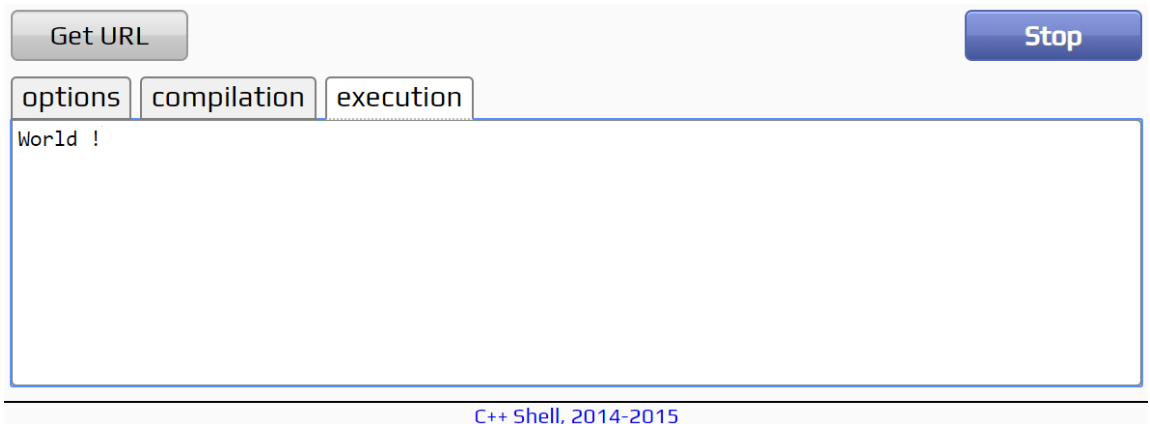 Get URL
Stop
options
compilation
execution
World !
C++ Shell, 2014-2015